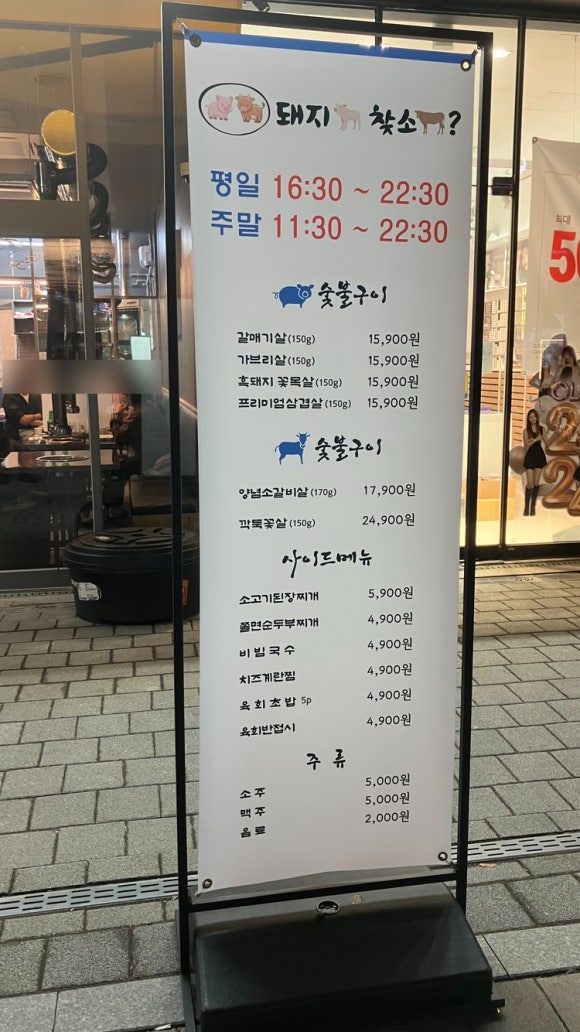 돼지 찾소?
평일 16:30 ~ 22:30
주말 11:30 ~ 22:30
숯불구이
갈매기살(150g) 15,900원
가브리살(150g) 15,900원
흑돼지 꽃목살(150g) 15,900원
프리미엄삼겹살(150g) 15,900원
숯불구이
양념소갈비살(170g) 17,900원
깍둑꽃살(150g) 24,900원
사이드메뉴
소고기된장찌개 5,900원
쫄면순두부찌개 4,900원
비빔국수 4,900원
치즈계란찜 4,900원
육회초밥 5p 4,900원
육회반접시 4,900원
주 류
소주 5,000원
맥주 5,000원
음료 2,000원
최대